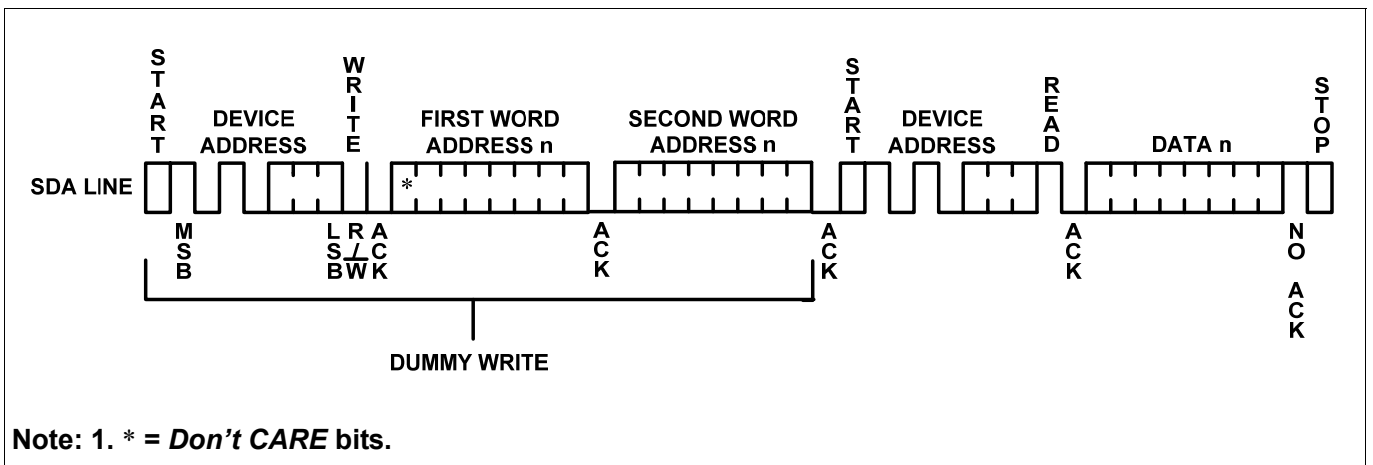 START
WRITE
START
READ
STOP
DEVICE
ADDRESS
FIRST WORD
ADDRESS n
SECOND WORD
ADDRESS n
DEVICE
ADDRESS
DATA n
SDA LINE
*
MSB
LSB
R/W
ACK
ACK
ACK
ACK
NO ACK
DUMMY WRITE
Note: 1. * = Don't CARE bits.